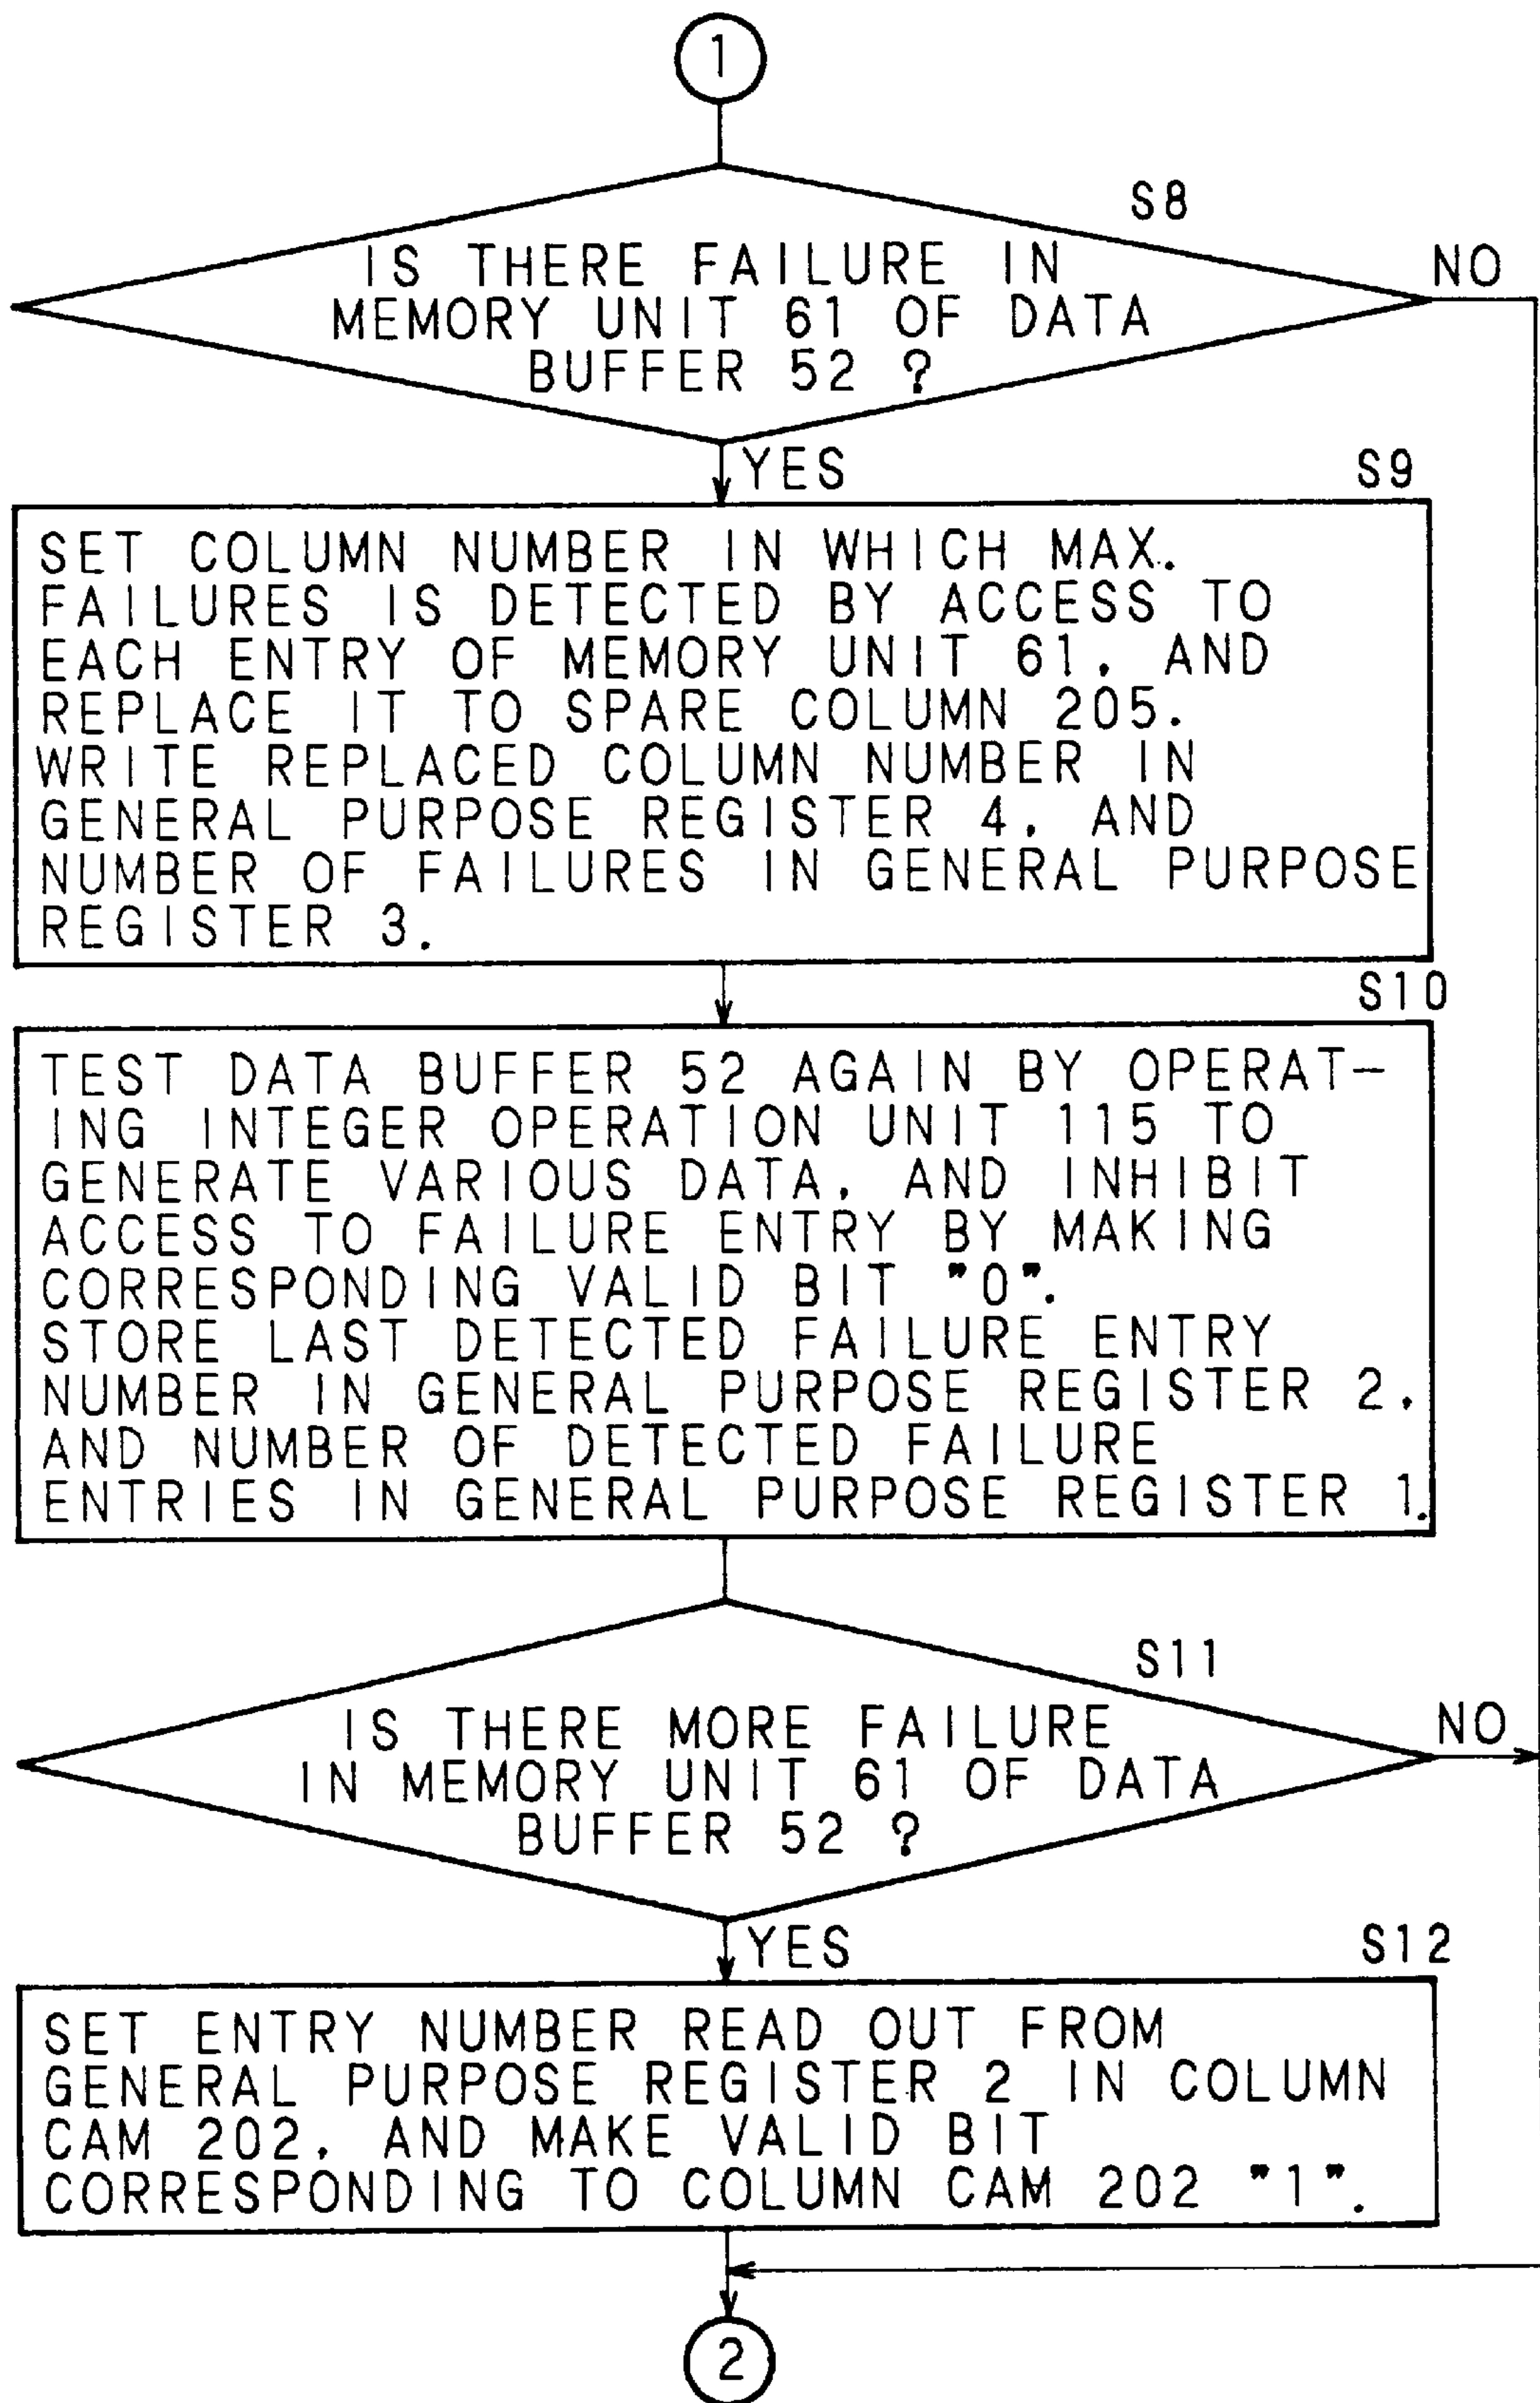 1
S8
IS THERE FAILURE IN
MEMORY UNIT 61 OF DATA
BUFFER 52 ?
NO
YES
S9
SET COLUMN NUMBER IN WHICH MAX.
FAILURES IS DETECTED BY ACCESS TO
EACH ENTRY OF MEMORY UNIT 61, AND
REPLACE IT TO SPARE COLUMN 205.
WRITE REPLACED COLUMN NUMBER IN
GENERAL PURPOSE REGISTER 4, AND
NUMBER OF FAILURES IN GENERAL PURPOSE
REGISTER 3.
S10
TEST DATA BUFFER 52 AGAIN BY OPERAT-
ING INTEGER OPERATION UNIT 115 TO
GENERATE VARIOUS DATA, AND INHIBIT
ACCESS TO FAILURE ENTRY BY MAKING
CORRESPONDING VALID BIT "0".
STORE LAST DETECTED FAILURE ENTRY
NUMBER IN GENERAL PURPOSE REGISTER 2,
AND NUMBER OF DETECTED FAILURE
ENTRIES IN GENERAL PURPOSE REGISTER 1.
S11
IS THERE MORE FAILURE
IN MEMORY UNIT 61 OF DATA
BUFFER 52 ?
NO
YES
S12
SET ENTRY NUMBER READ OUT FROM
GENERAL PURPOSE REGISTER 2 IN COLUMN
CAM 202, AND MAKE VALID BIT
CORRESPONDING TO COLUMN CAM 202 "1".
2